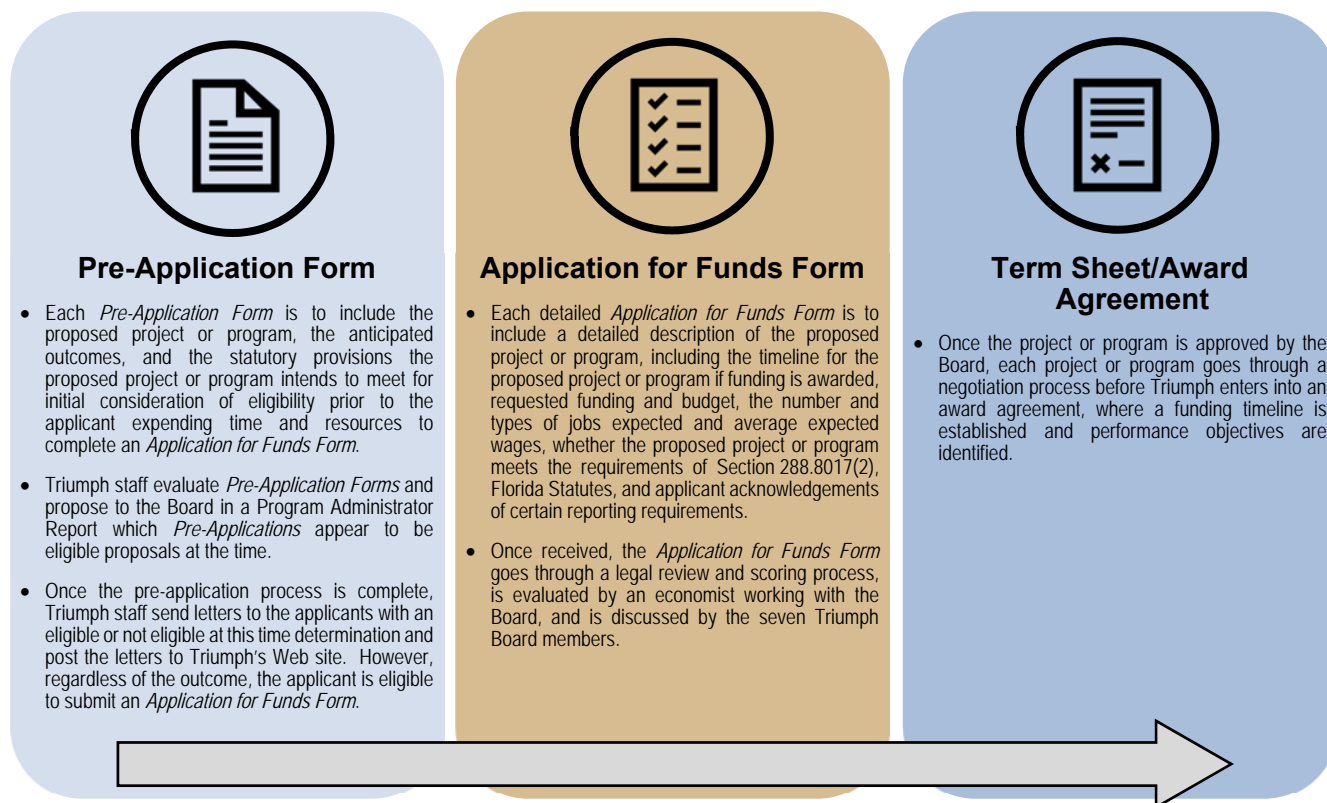 Pre-Application Form
• Each Pre-Application Form is to include the
proposed project or program, the anticipated
outcomes, and the statutory provisions the
proposed project or program intends to meet for
initial consideration of eligibility prior to the
applicant expending time and resources to
complete an Application for Funds Form.
• Triumph staff evaluate Pre-Application Forms and
propose to the Board in a Program Administrator
Report which Pre-Applications appear to be
eligible proposals at the time.
• Once the pre-application process is complete,
Triumph staff send letters to the applicants with an
eligible or not eligible at this time determination and
post the letters to Triumph's Web site. However,
regardless of the outcome, the applicant is eligible
to submit an Application for Funds Form.
Application for Funds Form
• Each detailed Application for Funds Form is to
include a detailed description of the proposed
project or program, including the timeline for the
proposed project or program if funding is awarded,
requested funding and budget, the number and
types of jobs expected and average expected
wages, whether the proposed project or program
meets the requirements of Section 288.8017(2),
Florida Statutes, and applicant acknowledgements
of certain reporting requirements.
• Once received, the Application for Funds Form
goes through a legal review and scoring process,
is evaluated by an economist working with the
Board, and is discussed by the seven Triumph
Board members.
Term Sheet/Award
Agreement
• Once the project or program is approved by the
Board, each project or program goes through a
negotiation process before Triumph enters into an
award agreement, where a funding timeline is
established and performance objectives are
identified.